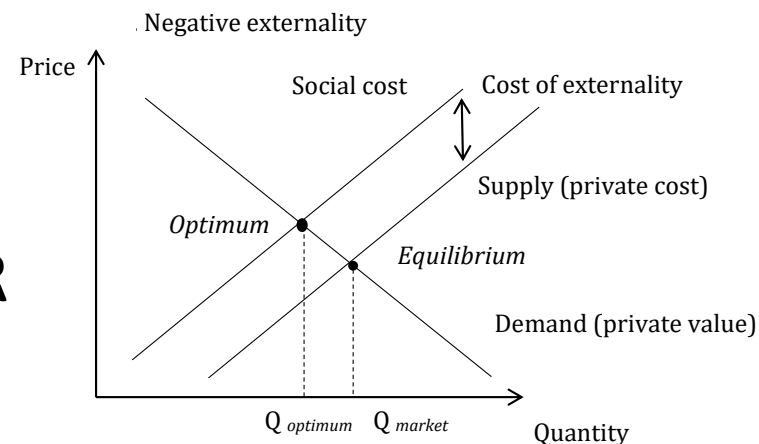 . Negative externality
Price
Social cost
Cost of externality
Supply (private cost)
Optimum
Equilibrium
R
Demand (private value)
Q optimum
Q market
Quantity